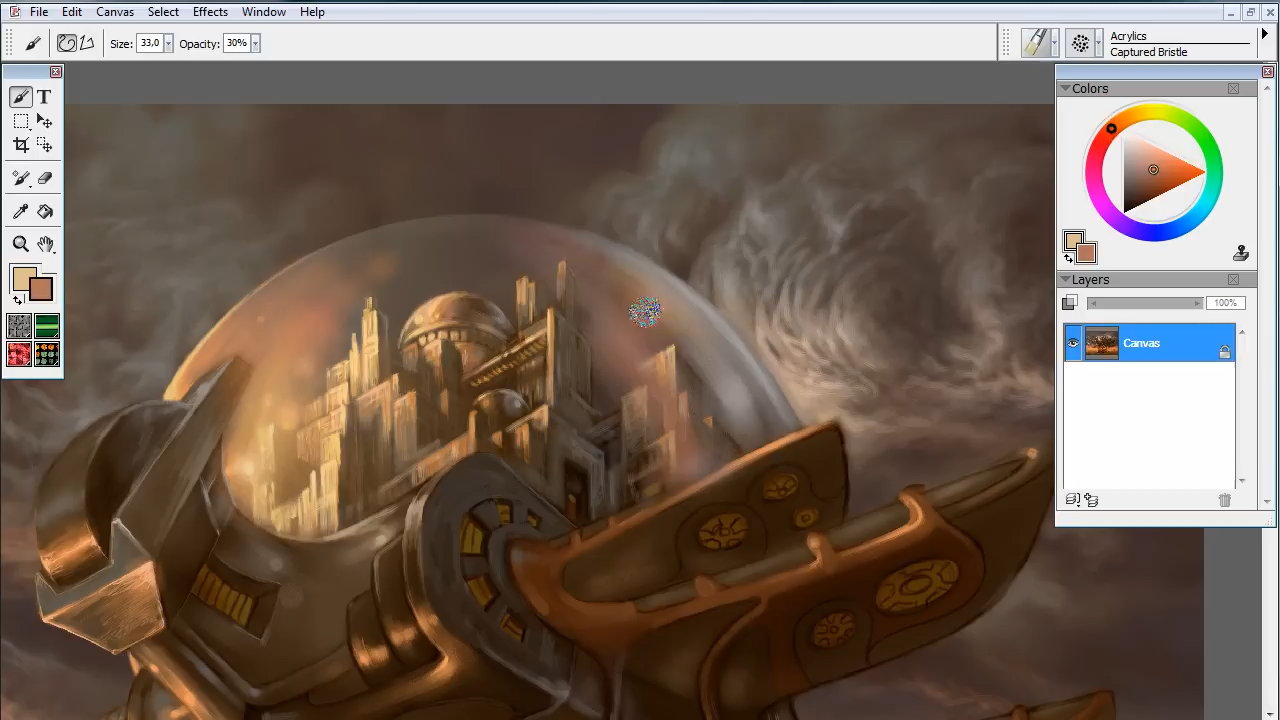 File Edit Canvas Select Effects Window Help
Size: 33,0 Opacity: 30%
Acrylics
Captured Bristle
T
Colors
Layers
100%
Canvas